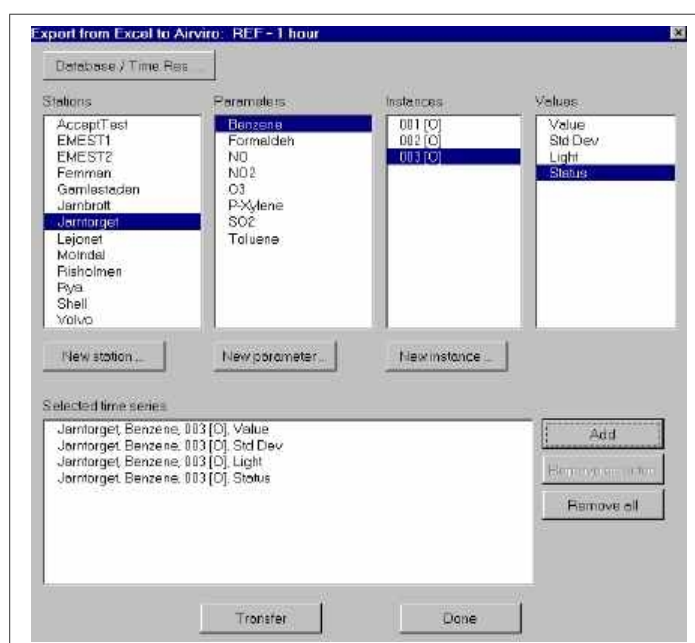 Export from Excel to Airviro: REF - 1 hour
Database / Time Res ...
Stations
Parameters
Instances
Values
AcceptTest
EMEST1
EMEST2
Femman
Gamlestaden
Jarnbrott
Jarntorget
Lejonet
Molndal
Risholmen
Rya
Shell
Volvo
Benzene
Formaldeh
NO
NO2
O3
P-Xylene
SO2
Toluene
001 [O]
002 [O]
003 [O]
Value
Std Dev
Light
Status
New station ...
New parameter ...
New instance ...
Selected time series
Jarntorget, Benzene, 003 [O], Value
Jarntorget, Benzene, 003 [O], Std Dev
Jarntorget, Benzene, 003 [O], Light
Jarntorget, Benzene, 003 [O], Status
Add
Remove all
Transfer
Done